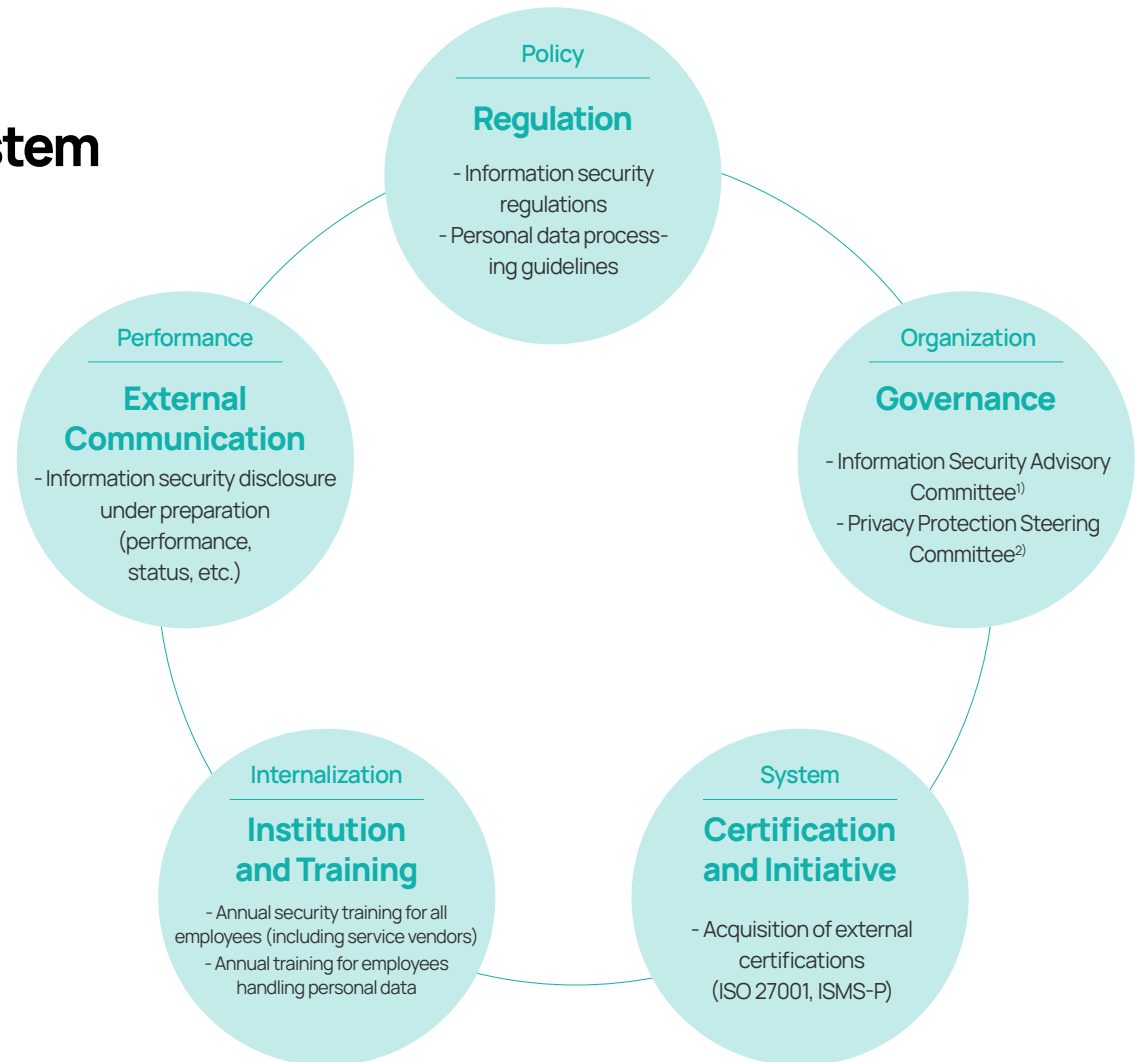 stem
Policy
Regulation
- Information security
regulations
- Personal data process-
ing guidelines
Performance
External
Communication
- Information security disclosure
under preparation
(performance,
status, etc.)
Organization
Governance
- Information Security Advisory
Committee1)
- Privacy Protection Steering
Committee2)
Internalization
Institution
and Training
- Annual security training for all
employees (including service vendors)
- Annual training for employees
handling personal data
System
Certification
and Initiative
- Acquisition of external
certifications
(ISO 27001, ISMS-P)